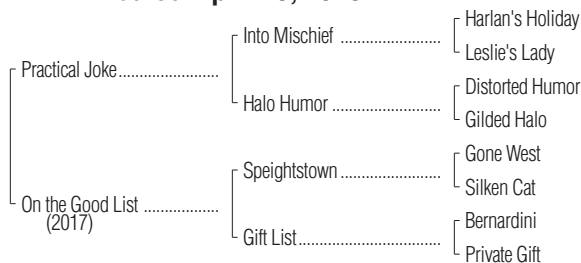 Harlan's Holiday
Into Mischief
Leslie's Lady
Practical Joke
Distorted Humor
Halo Humor
Gilded Halo
Gone West
Speightstown
Silken Cat
On the Good List
(2017)
Bernardini
Gift List
Private Gift